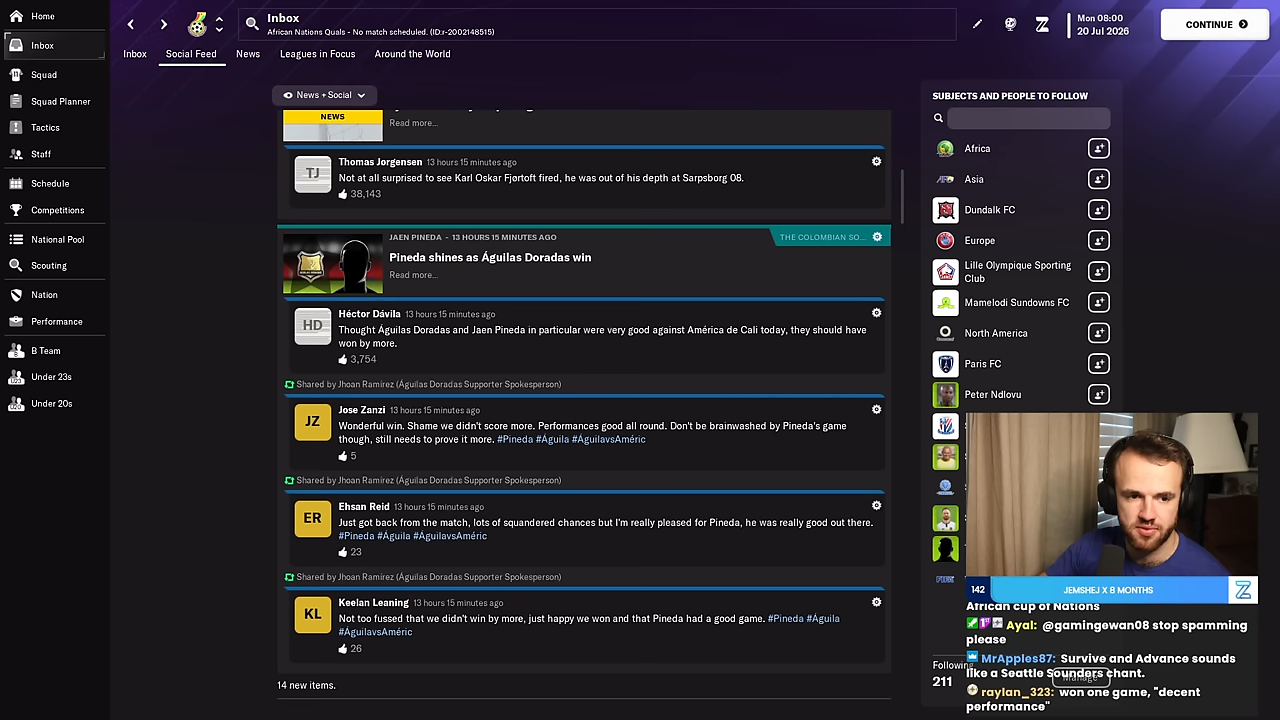 Home
Inbox
Squad
Squad Planner
Tactics
Staff
Schedule
Competitions
National Pool
Scouting
Nation
Performance
B Team
Under 23s
Under 20s
Inbox
African Nations Quals - No match scheduled. (ID:r-2002148515)
Mon 08:00
20 Jul 2026
CONTINUE
Inbox
Social Feed
News
Leagues in Focus
Around the World
News + Social
NEWS
Read more...
TJ
Thomas Jorgensen 13 hours 15 minutes ago
Not at all surprised to see Karl Oskar Fjørtoft fired, he was out of his depth at Sarpsborg 08.
38,143
JAEN PINEDA - 13 HOURS 15 MINUTES AGO
THE COLOMBIAN SO...
Pineda shines as Águilas Doradas win
Read more...
HD
Héctor Dávila 13 hours 15 minutes ago
Thought Águilas Doradas and Jaen Pineda in particular were very good against América de Cali today, they should have
won by more.
3,754
Shared by Jhoan Ramírez (Águilas Doradas Supporter Spokesperson)
JZ
Jose Zanzi 13 hours 15 minutes ago
Wonderful win. Shame we didn't score more. Performances good all round. Don't be brainwashed by Pineda's game
though, still needs to prove it more. #Pineda #Águila #ÁguilavsAméric
5
Shared by Jhoan Ramírez (Águilas Doradas Supporter Spokesperson)
ER
Ehsan Reid 13 hours 15 minutes ago
Just got back from the match, lots of squandered chances but I'm really pleased for Pineda, he was really good out there.
#Pineda #Águila #ÁguilavsAméric
23
Shared by Jhoan Ramírez (Águilas Doradas Supporter Spokesperson)
KL
Keelan Leaning 13 hours 15 minutes ago
Not too fussed that we didn't win by more, just happy we won and that Pineda had a good game. #Pineda #Águila
#ÁguilavsAméric
26
14 new items.
SUBJECTS AND PEOPLE TO FOLLOW
Africa
Asia
Dundalk FC
Europe
Lille Olympique Sporting
Club
Mamelodi Sundowns FC
North America
Paris FC
Peter Ndlovu
Following
211
Manage
142
JEMSHEJ X 8 MONTHS
African cup of Nations
Ayal: @gamingewan08 stop spamming
please
MrApples87: Survive and Advance sounds
like a Seattle Sounders chant.
raylan_323: won one game, "decent
performance"